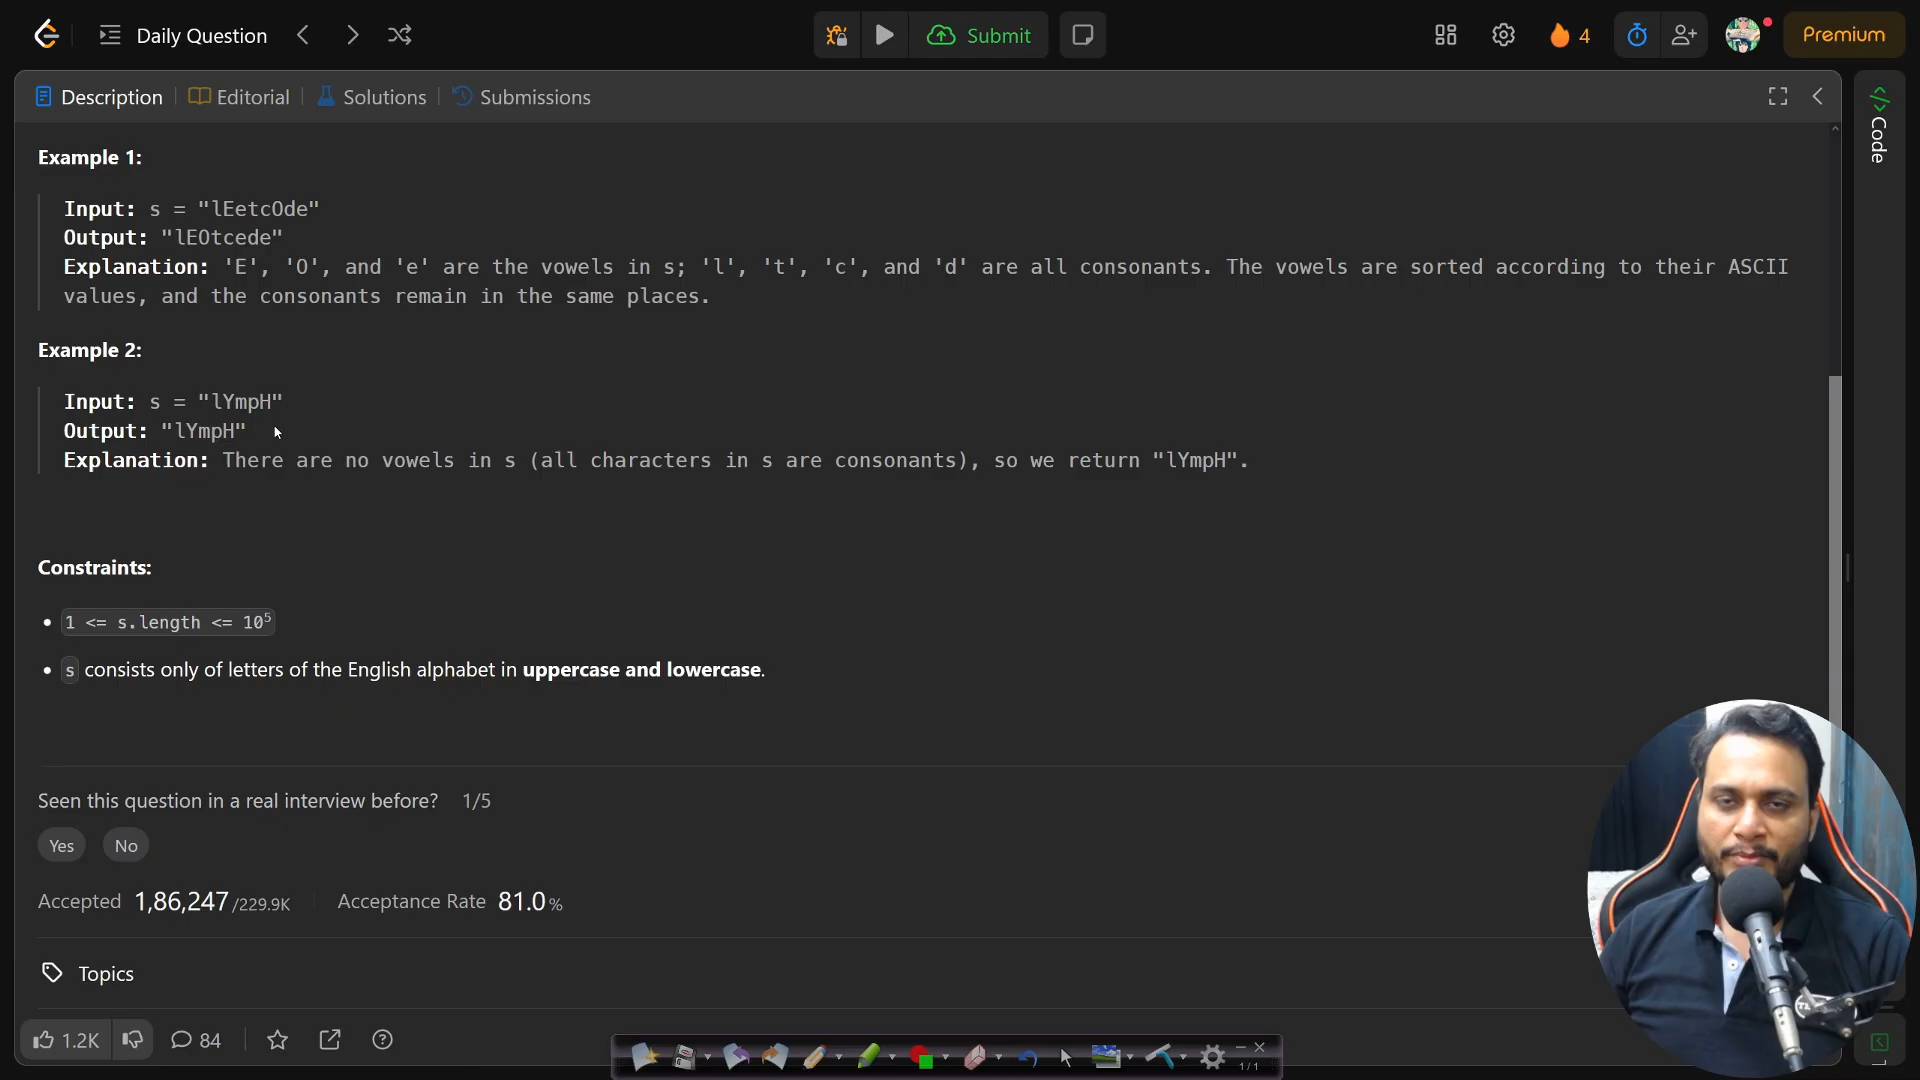 Daily Question
Submit
4
Premium
Description
Editorial
Solutions
Submissions
Code
Example 1:
Input: s = "lEetcOde"
Output: "lEOtcede"
Explanation: 'E', 'O', and 'e' are the vowels in s; 'l', 't', 'c', and 'd' are all consonants. The vowels are sorted according to their ASCII
values, and the consonants remain in the same places.
Example 2:
Input: s = "lYmpH"
Output: "lYmpH"
Explanation: There are no vowels in s (all characters in s are consonants), so we return "lYmpH".
Constraints:
• 1 <= s.length <= 10⁵
• s consists only of letters of the English alphabet in uppercase and lowercase.
Seen this question in a real interview before? 1/5
Yes
No
Accepted 1,86,247/229.9K
Acceptance Rate 81.0%
Topics
1.2K
84
1/1